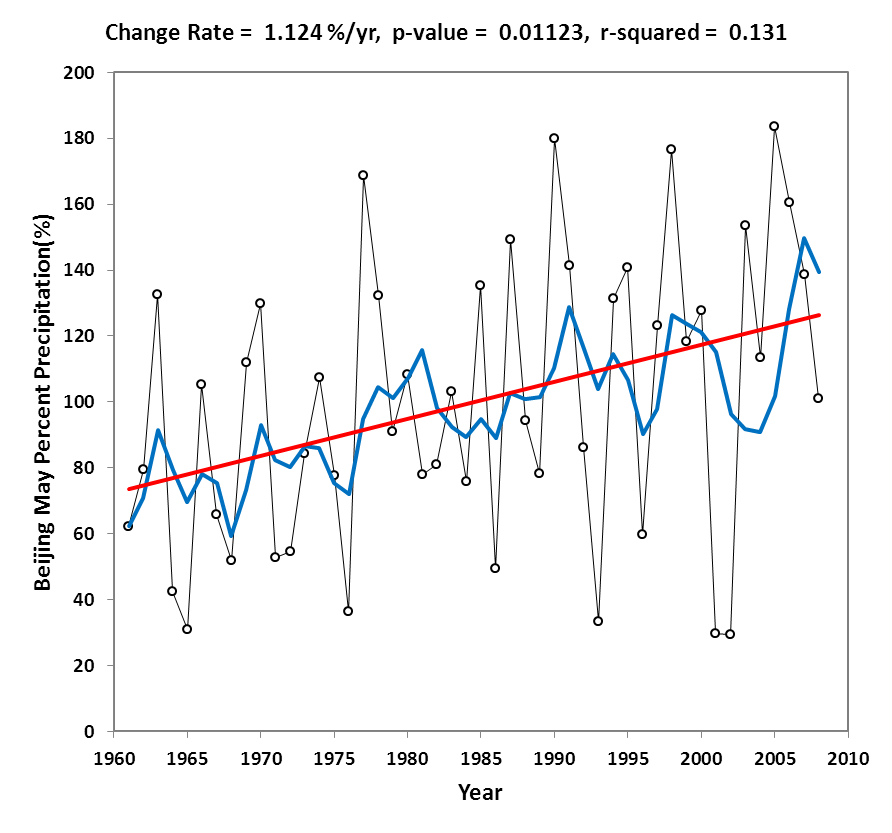 Change Rate = 1.124 %/yr, p-value = 0.01123, r-squared = 0.131
Beijing May Percent Precipitation(%)
200
180
160
140
120
100
80
60
40
20
0
1960 1965 1970 1975 1980 1985 1990 1995 2000 2005 2010
Year